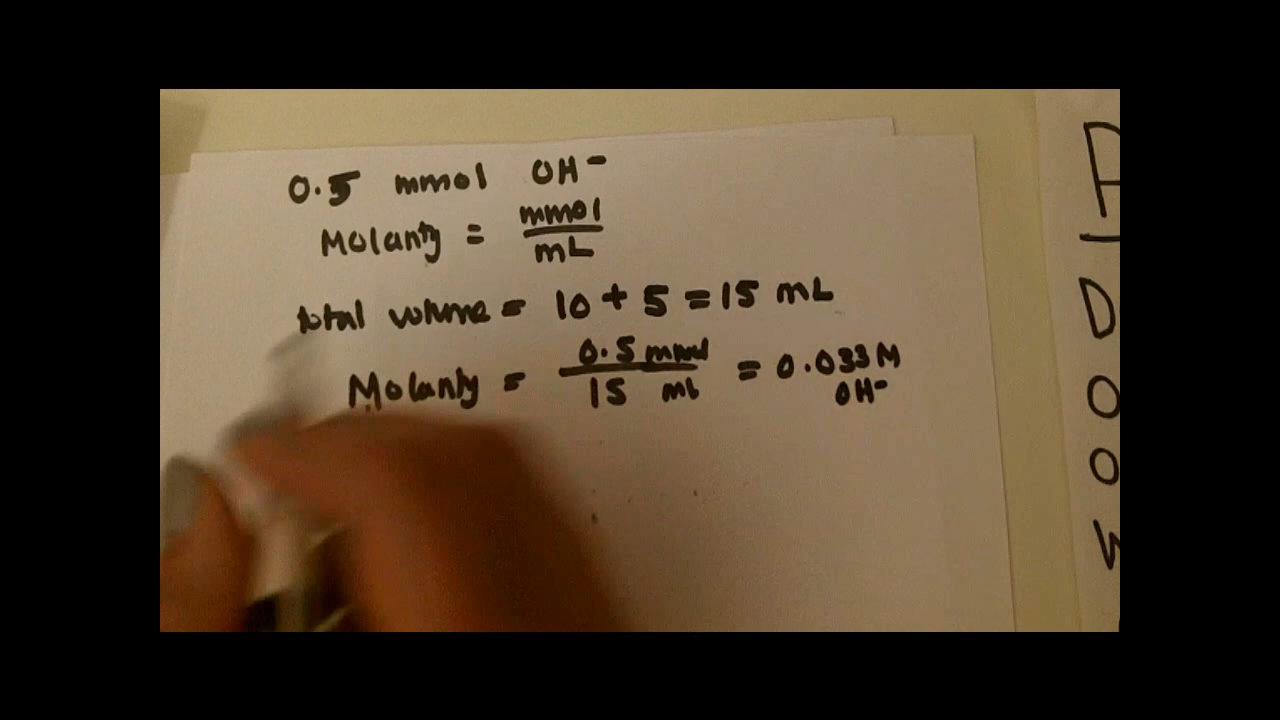 0.5 mmol OH⁻
Molarity = mmol / mL
total volume = 10 + 5 = 15 mL
Molarity = 0.5 mmol / 15 mL = 0.033 M
OH⁻
D
O
O